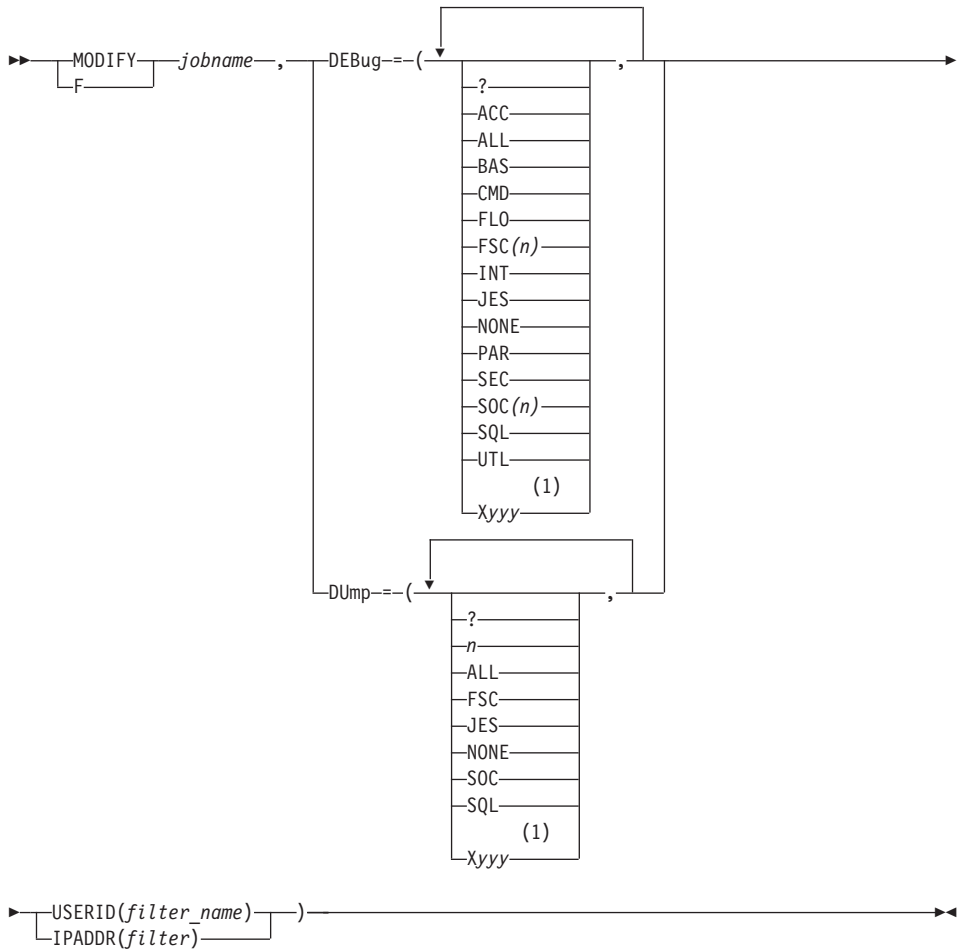 MODIFY jobname , DEBug = ( ,
F
?
ACC
ALL
BAS
CMD
FLO
FSC(n)
INT
JES
NONE
PAR
SEC
SOC(n)
SQL
UTL
(1)
Xyyy
DUmp = ( ,
?
n
ALL
FSC
JES
NONE
SOC
SQL
(1)
Xyyy
USERID(filter_name) )
IPADDR(filter)